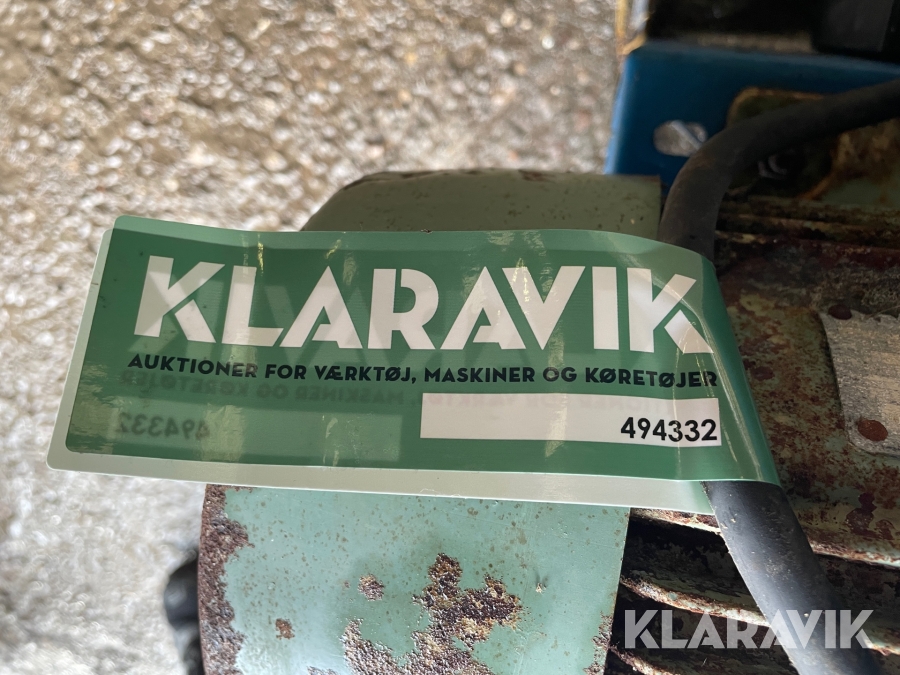 KLARAVIK
AUKTIONER FOR VÆRKTØJ, MASKINER OG KØRETØJER
494332
KLARAVIK